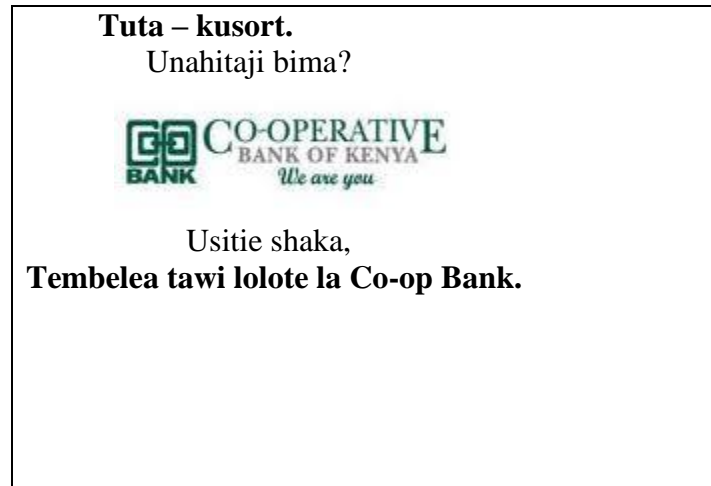 Tuta – kusort.
Unahitaji bima?
CO-OPERATIVE
BANK OF KENYA
BANK
We are you
Usitie shaka,
Tembelea tawi lolote la Co-op Bank.